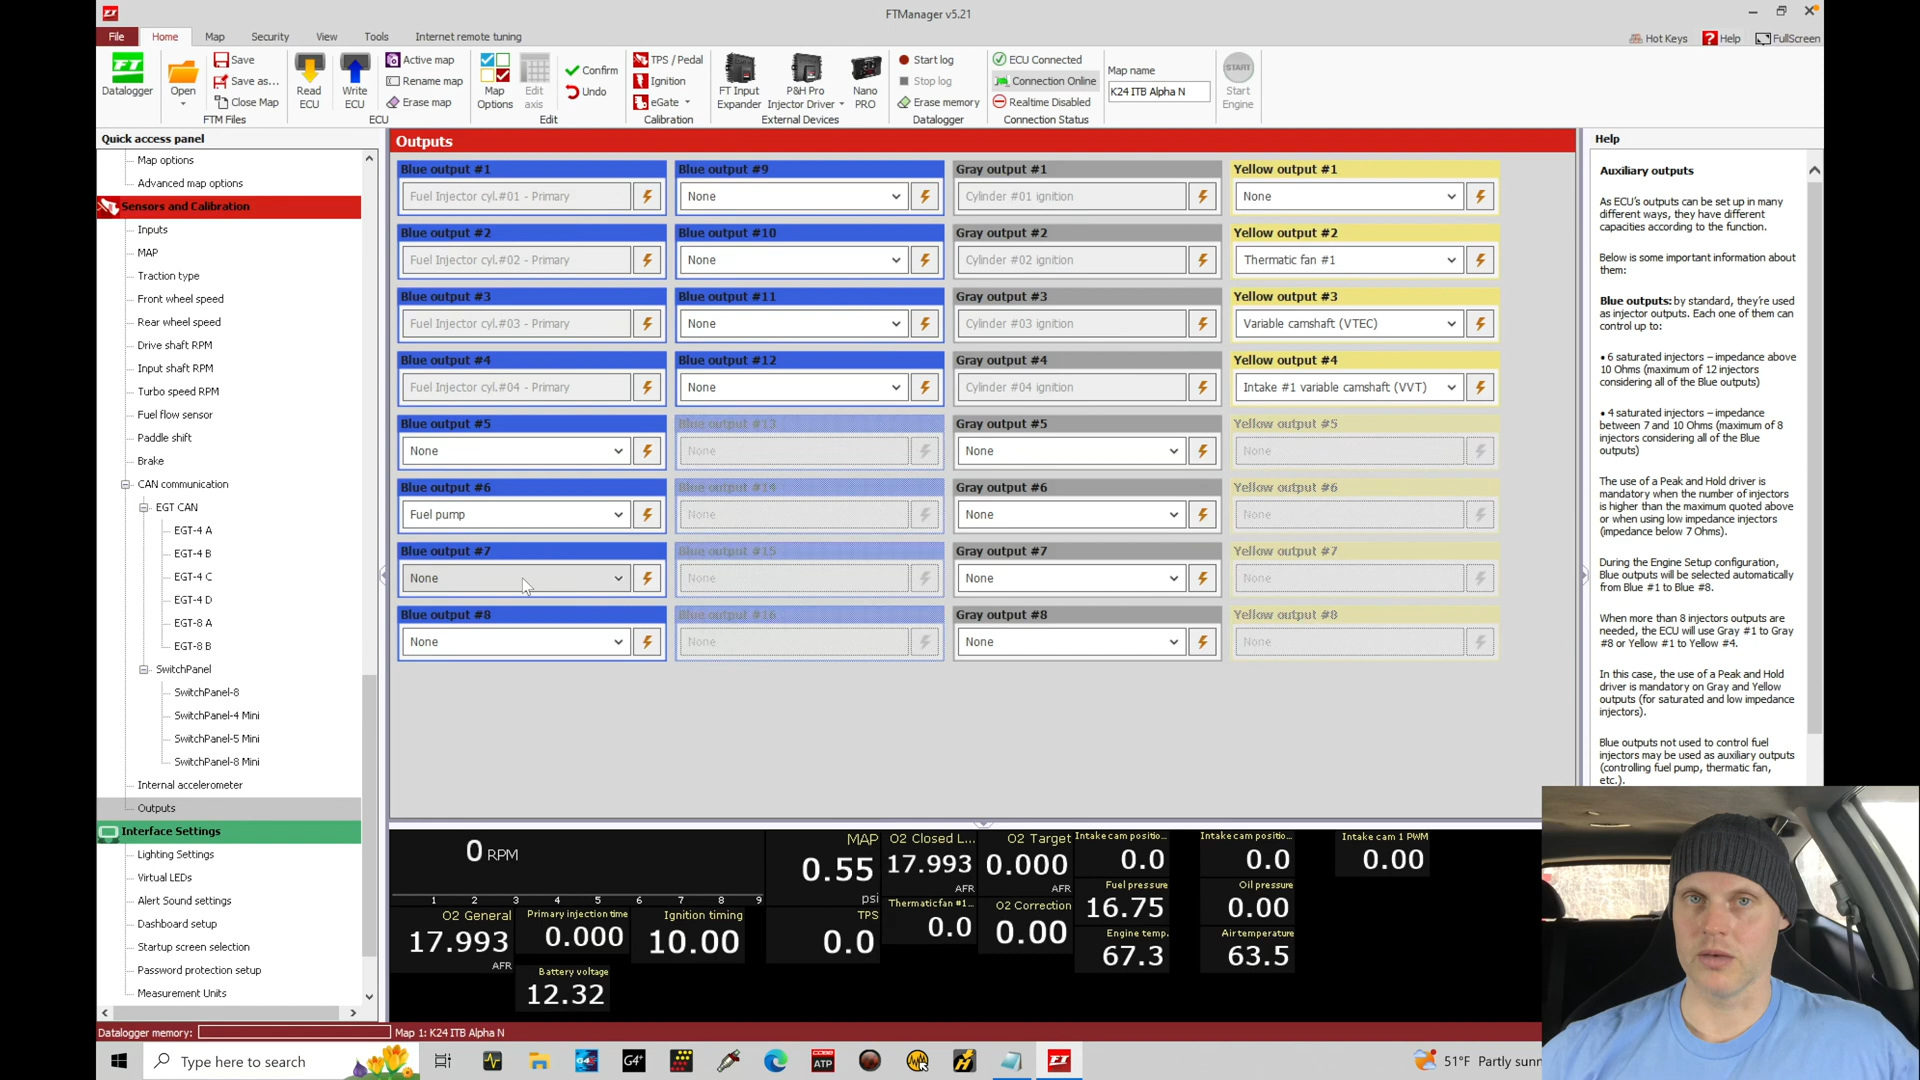 FTManager v5.21
File Home Map Security View Tools Internet remote tuning
Hot Keys Help FullScreen
Datalogger
Open
Save
Save as...
Close Map
FTM Files
Read ECU
Write ECU
ECU
Active map
Rename map
Erase map
Map Options
Edit axis
Confirm
Undo
Edit
TPS / Pedal
Ignition
eGate
Calibration
FT Input Expander
P&H Pro Injector Driver
Nano PRO
External Devices
Start log
Stop log
Erase memory
Datalogger
ECU Connected
Connection Online
Realtime Disabled
Connection Status
Map name
K24 ITB Alpha N
START
Start Engine
Quick access panel
Map options
Advanced map options
Sensors and Calibration
Inputs
MAP
Traction type
Front wheel speed
Rear wheel speed
Drive shaft RPM
Input shaft RPM
Turbo speed RPM
Fuel flow sensor
Paddle shift
Brake
CAN communication
EGT CAN
EGT-4 A
EGT-4 B
EGT-4 C
EGT-4 D
EGT-8 A
EGT-8 B
SwitchPanel
SwitchPanel-8
SwitchPanel-4 Mini
SwitchPanel-5 Mini
SwitchPanel-8 Mini
Internal accelerometer
Outputs
Interface Settings
Lighting Settings
Virtual LEDs
Alert Sound settings
Dashboard setup
Startup screen selection
Password protection setup
Measurement Units
Outputs
Blue output #1
Fuel Injector cyl.#01 - Primary
Blue output #2
Fuel Injector cyl.#02 - Primary
Blue output #3
Fuel Injector cyl.#03 - Primary
Blue output #4
Fuel Injector cyl.#04 - Primary
Blue output #5
None
Blue output #6
Fuel pump
Blue output #7
None
Blue output #8
None
Blue output #9
None
Blue output #10
None
Blue output #11
None
Blue output #12
None
Blue output #13
None
Blue output #14
None
Blue output #15
None
Blue output #16
None
Gray output #1
Cylinder #01 ignition
Gray output #2
Cylinder #02 ignition
Gray output #3
Cylinder #03 ignition
Gray output #4
Cylinder #04 ignition
Gray output #5
None
Gray output #6
None
Gray output #7
None
Gray output #8
None
Yellow output #1
None
Yellow output #2
Thermatic fan #1
Yellow output #3
Variable camshaft (VTEC)
Yellow output #4
Intake #1 variable camshaft (VVT)
Yellow output #5
None
Yellow output #6
None
Yellow output #7
None
Yellow output #8
None
Help
Auxiliary outputs
As ECU's outputs can be set up in many
different ways, they have different
capacities according to the function.
Below is some important information about
them:
Blue outputs: by standard, they're used
as injector outputs. Each one of them can
control up to:
• 6 saturated injectors – impedance above
10 Ohms (maximum of 12 injectors
considering all of the Blue outputs)
• 4 saturated injectors – impedance
between 7 and 10 Ohms (maximum of 8
injectors considering all of the Blue
outputs)
The use of a Peak and Hold driver is
mandatory when the number of injectors
is higher than the maximum quoted above
or when using low impedance injectors
(impedance below 7 Ohms).
During the Engine Setup configuration,
Blue outputs will be selected automatically
from Blue #1 to Blue #8.
When more than 8 injectors outputs are
needed, the ECU will use Gray #1 to Gray
#8 or Yellow #1 to Yellow #4.
In this case, the use of a Peak and Hold
driver is mandatory on Gray and Yellow
outputs (for saturated and low impedance
injectors).
Blue outputs not used to control fuel
injectors may be used as auxiliary outputs
(controlling fuel pump, thermatic fan,
etc.).
0 RPM
1 2 3 4 5 6 7 8 9
MAP
0.55
psi
O2 Closed L...
17.993
AFR
O2 Target
0.000
AFR
Intake cam positio...
0.0
Intake cam positio...
0.0
Intake cam 1 PWM
0.00
O2 General
17.993
AFR
Primary injection time
0.000
Ignition timing
10.00
TPS
0.0
Thermatic fan #1...
0.0
O2 Correction
0.00
Fuel pressure
16.75
Oil pressure
0.00
Engine temp.
67.3
Air temperature
63.5
Battery voltage
12.32
Datalogger memory:
Map 1: K24 ITB Alpha N
Type here to search
G4+
COBB
ATP
FT
51°F Partly sunn